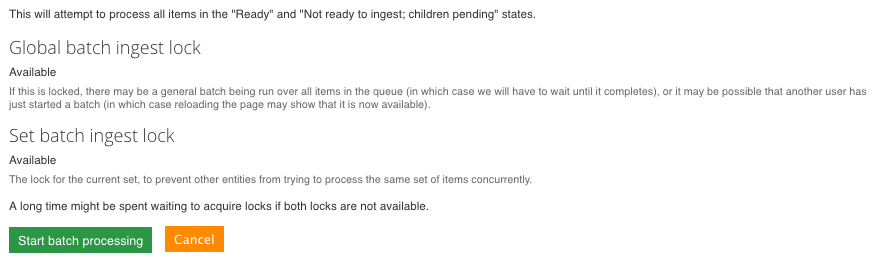 This will attempt to process all items in the "Ready" and "Not ready to ingest; children pending" states.
Global batch ingest lock
Available
If this is locked, there may be a general batch being run over all items in the queue (in which case we will have to wait until it completes), or it may be possible that another user has
just started a batch (in which case reloading the page may show that it is now available).
Set batch ingest lock
Available
The lock for the current set, to prevent other entities from trying to process the same set of items concurrently.
A long time might be spent waiting to acquire locks if both locks are not available.
Start batch processing Cancel